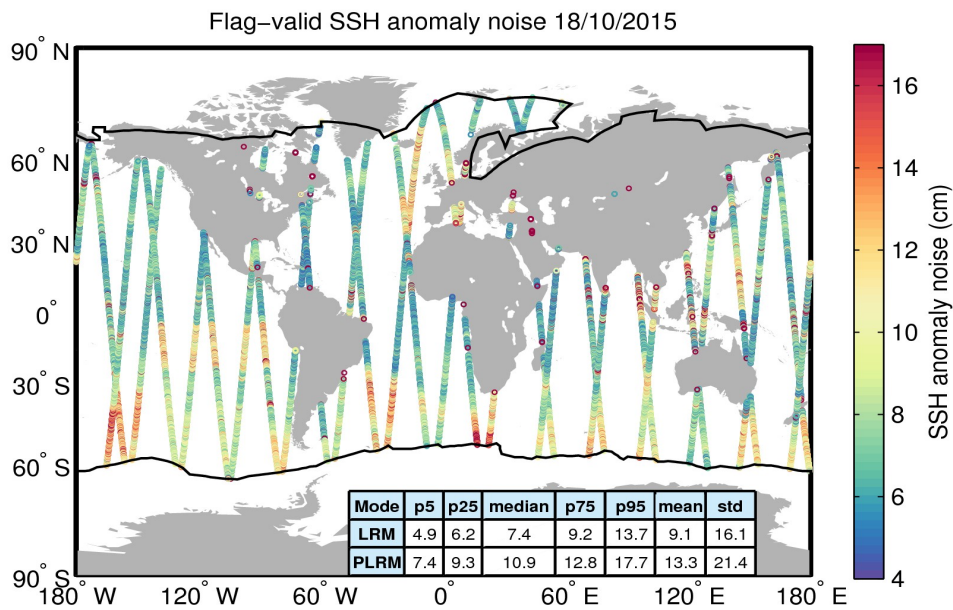 Flag−valid SSH anomaly noise 18/10/2015
90° N
60° N
30° N
0°
30° S
60° S
90° S
180° W
120° W
60° W
0°
60° E
120° E
180° E
Mode p5 p25 median p75 p95 mean std
LRM 4.9 6.2 7.4 9.2 13.7 9.1 16.1
PLRM 7.4 9.3 10.9 12.8 17.7 13.3 21.4
16
14
12
10
8
6
4
SSH anomaly noise (cm)